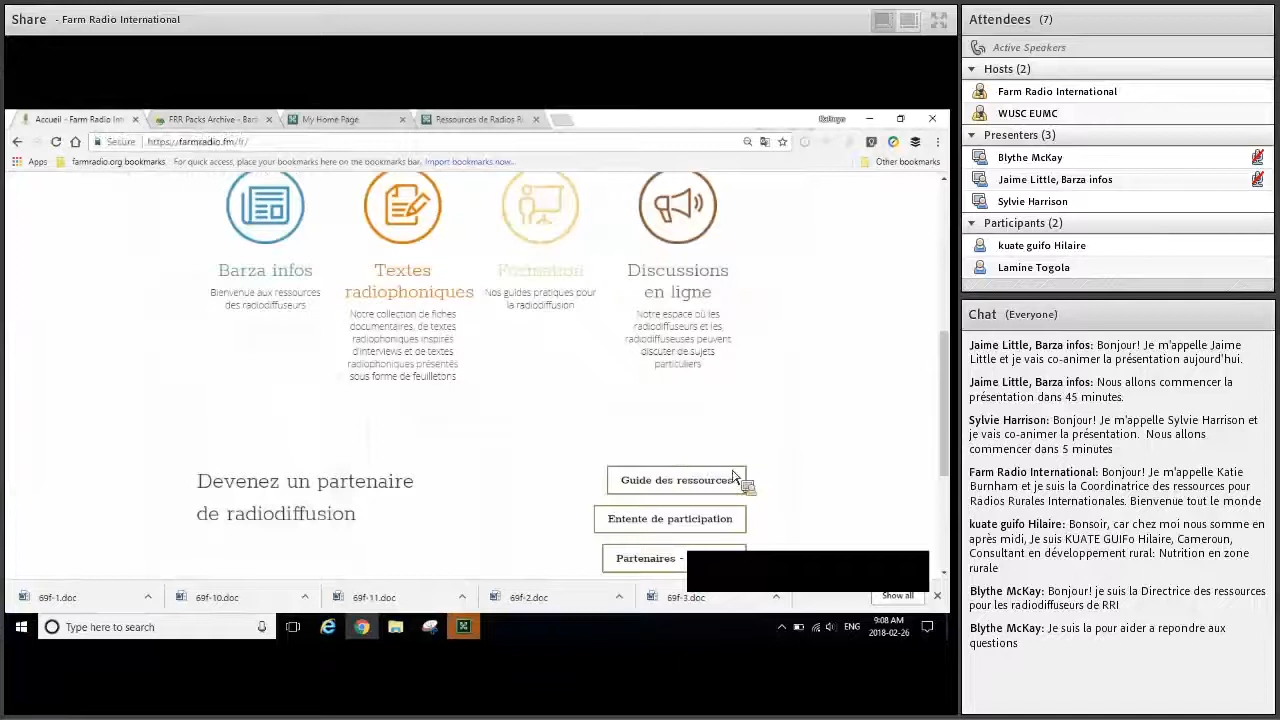 Share - Farm Radio International
Accueil - Farm Radio Int
FRR Packs Archive - Barz
My Home Page
Ressources de Radios R
Secure
https://farmradio.fm/fr/
Apps
farmradio.org bookmarks
For quick access, place your bookmarks here on the bookmarks bar. Import bookmarks now...
Other bookmarks
Barza infos
Bienvenue aux ressources
des radiodiffuseurs
Textes
radiophoniques
Notre collection de fiches
documentaires, de textes
radiophoniques inspirés
d'interviews et de textes
radiophoniques présentés
sous forme de feuilletons
Formation
Nos guides pratiques pour
la radiodiffusion
Discussions
en ligne
Notre espace où les
radiodiffuseurs et les
radiodiffuseuses peuvent
discuter de sujets
particuliers
Devenez un partenaire
de radiodiffusion
Guide des ressources
Entente de participation
Partenaires -
69f-1.doc
69f-10.doc
69f-11.doc
69f-2.doc
69f-3.doc
Show all
Type here to search
ENG
9:08 AM
2018-02-26
Attendees (7)
Active Speakers
Hosts (2)
Farm Radio International
WUSC EUMC
Presenters (3)
Blythe McKay
Jaime Little, Barza infos
Sylvie Harrison
Participants (2)
kuate guifo Hilaire
Lamine Togola
Chat (Everyone)
Jaime Little, Barza infos: Bonjour! Je m'appelle Jaime
Little et je vais co-animer la présentation aujourd'hui.
Jaime Little, Barza infos: Nous allons commencer la
présentation dans 45 minutes.
Sylvie Harrison: Bonjour! Je m'appelle Sylvie Harrison et
je vais co-animer la présentation. Nous allons
commencer dans 5 minutes
Farm Radio International: Bonjour! Je m'appelle Katie
Burnham et je suis la Coordinatrice des ressources pour
Radios Rurales Internationales. Bienvenue tout le monde
kuate guifo Hilaire: Bonsoir, car chez moi nous somme en
après midi, Je suis KUATE GUIFo Hilaire, Cameroun,
Consultant en développement rural: Nutrition en zone
rurale
Blythe McKay: Bonjour! je suis la Directrice des ressources
pour les radiodiffuseurs de RRI
Blythe McKay: Je suis la pour aider a repondre aux
questions